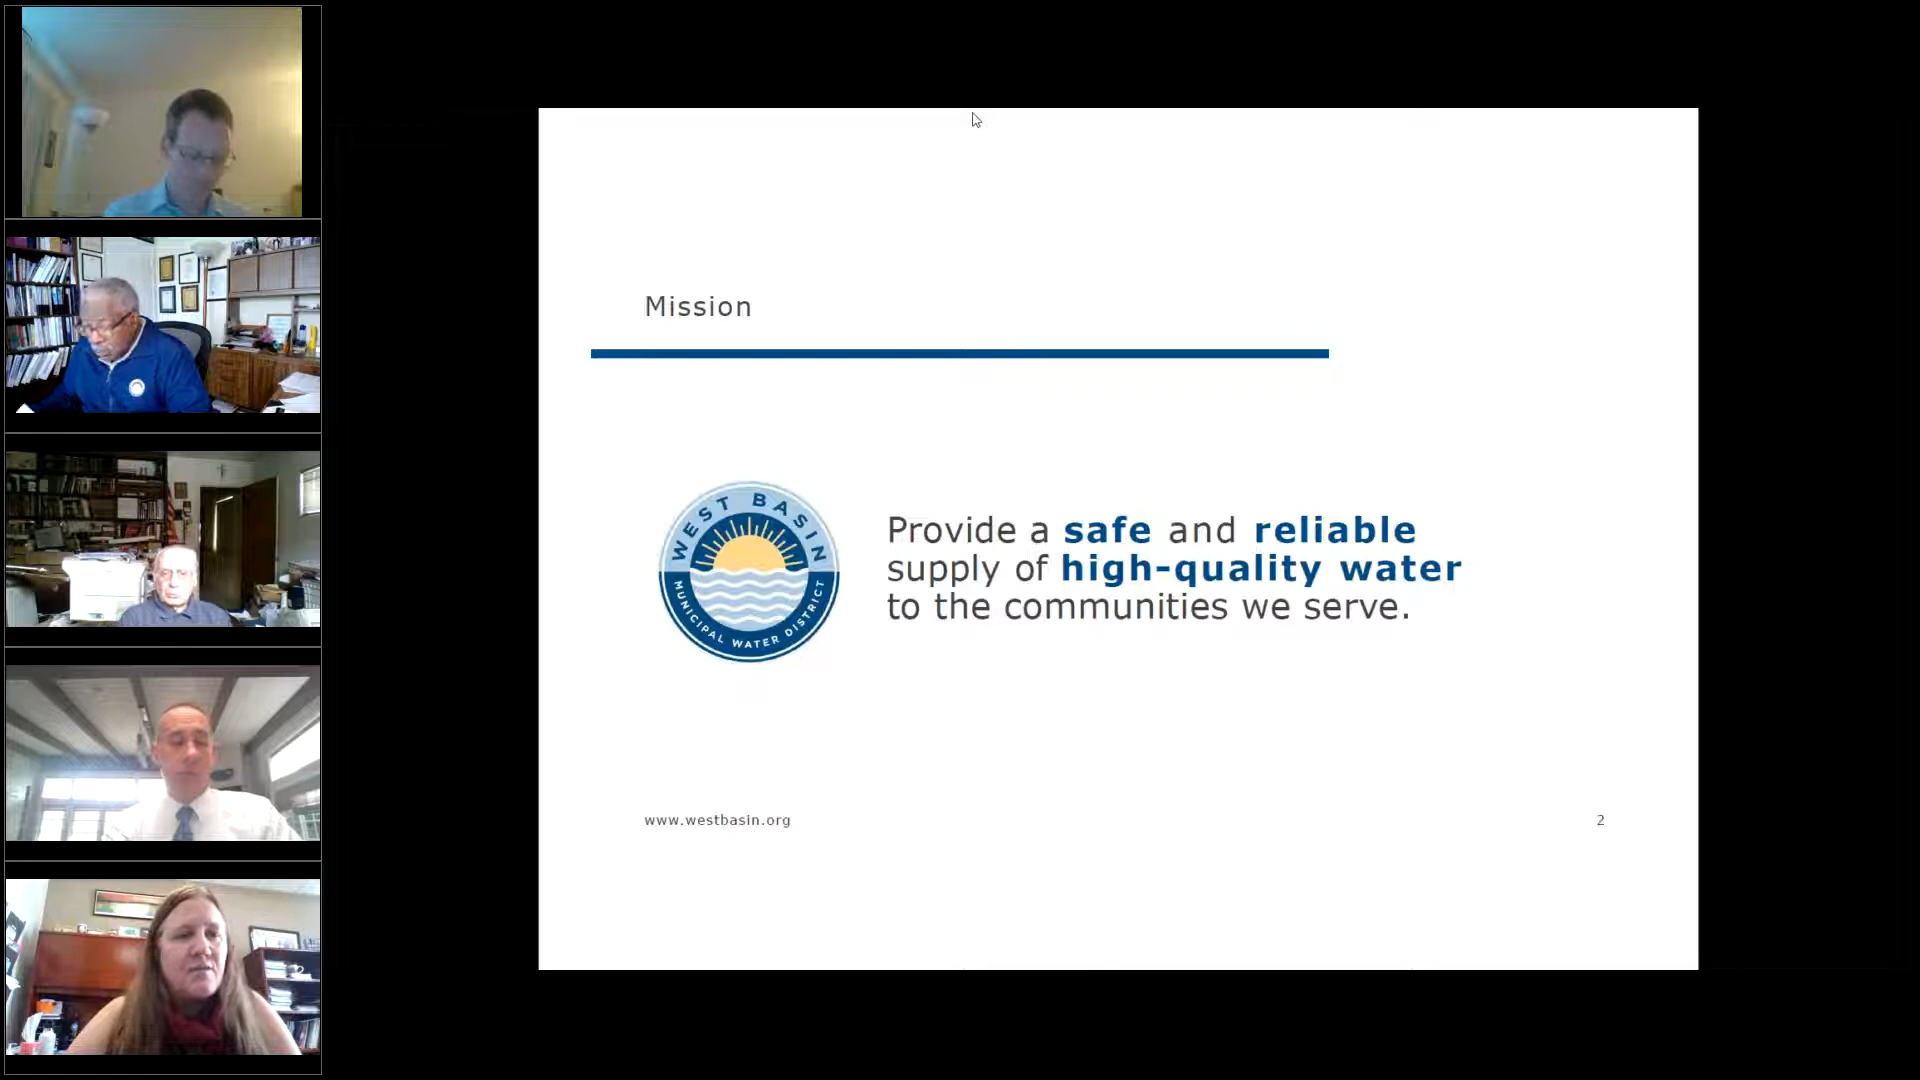 Mission
WEST BASIN
MUNICIPAL WATER DISTRICT
Provide a safe and reliable
supply of high-quality water
to the communities we serve.
www.westbasin.org
2